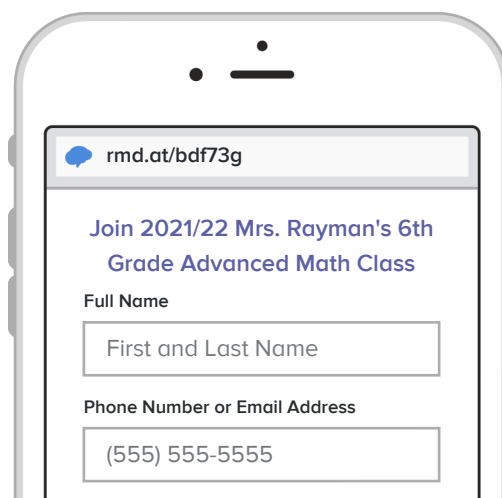 rmd.at/bdf73g
Join 2021/22 Mrs. Rayman's 6th
Grade Advanced Math Class
Full Name
First and Last Name
Phone Number or Email Address
(555) 555-5555